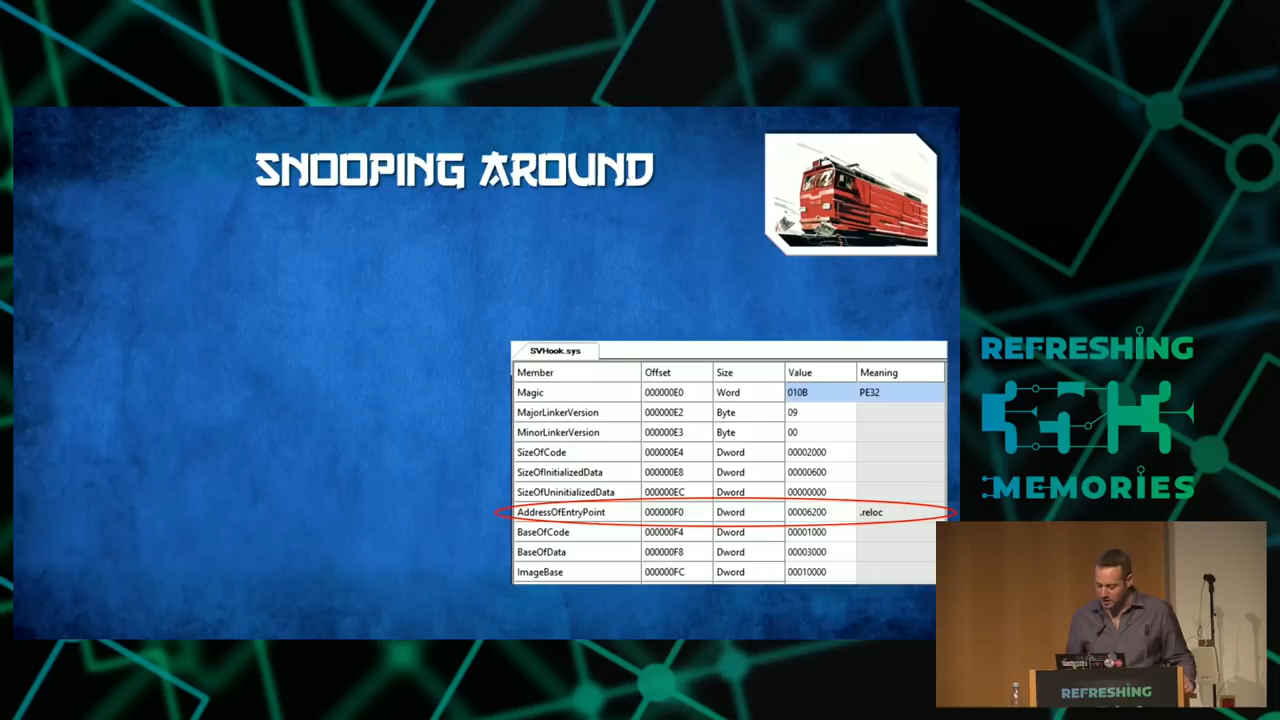 SNOOPING AROUND
SVHook.sys
Member Offset Size Value Meaning
Magic 000000E0 Word 010B PE32
MajorLinkerVersion 000000E2 Byte 09
MinorLinkerVersion 000000E3 Byte 00
SizeOfCode 000000E4 Dword 00002000
SizeOfInitializedData 000000E8 Dword 00000600
SizeOfUninitializedData 000000EC Dword 00000000
AddressOfEntryPoint 000000F0 Dword 00006200 .reloc
BaseOfCode 000000F4 Dword 00001000
BaseOfData 000000F8 Dword 00003000
ImageBase 000000FC Dword 00010000
REFRESHING
MEMORIES
REFRESHING